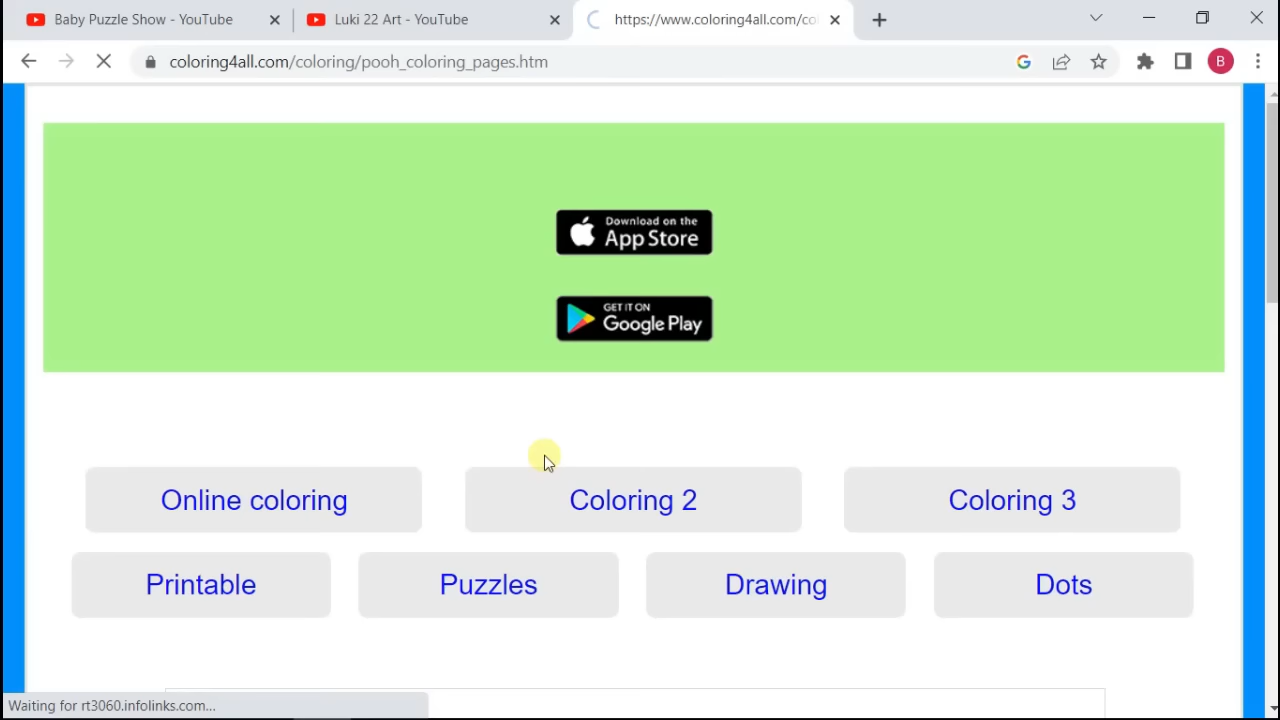 Baby Puzzle Show - YouTube
Luki 22 Art - YouTube
https://www.coloring4all.com/co
coloring4all.com/coloring/pooh_coloring_pages.htm
B
Download on the
App Store
GET IT ON
Google Play
Online coloring
Coloring 2
Coloring 3
Printable
Puzzles
Drawing
Dots
Waiting for rt3060.infolinks.com...